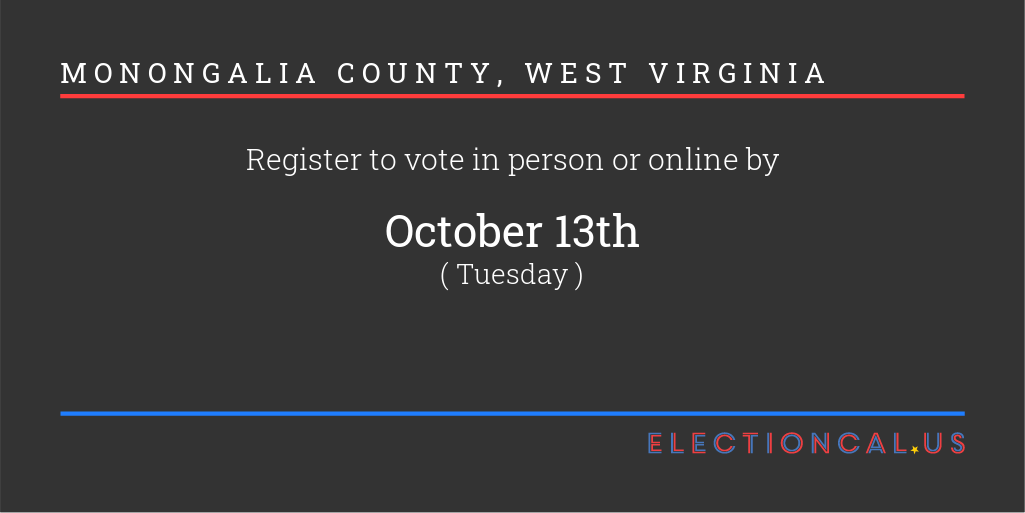 MONONGALIA COUNTY, WEST VIRGINIA
Register to vote in person or online by
October 13th
( Tuesday )
ELECTIONCAL.US